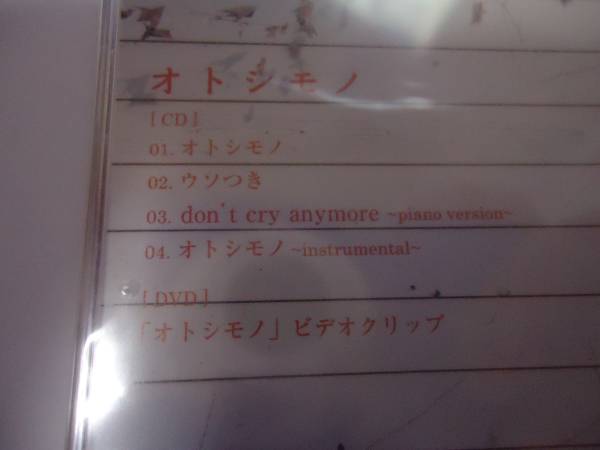 オトシモノ
[CD]
01. オトシモノ
02. ウソつき
03. don't cry anymore ~piano version~
04. オトシモノ~instrumental~
[DVD]
「オトシモノ」ビデオクリップ